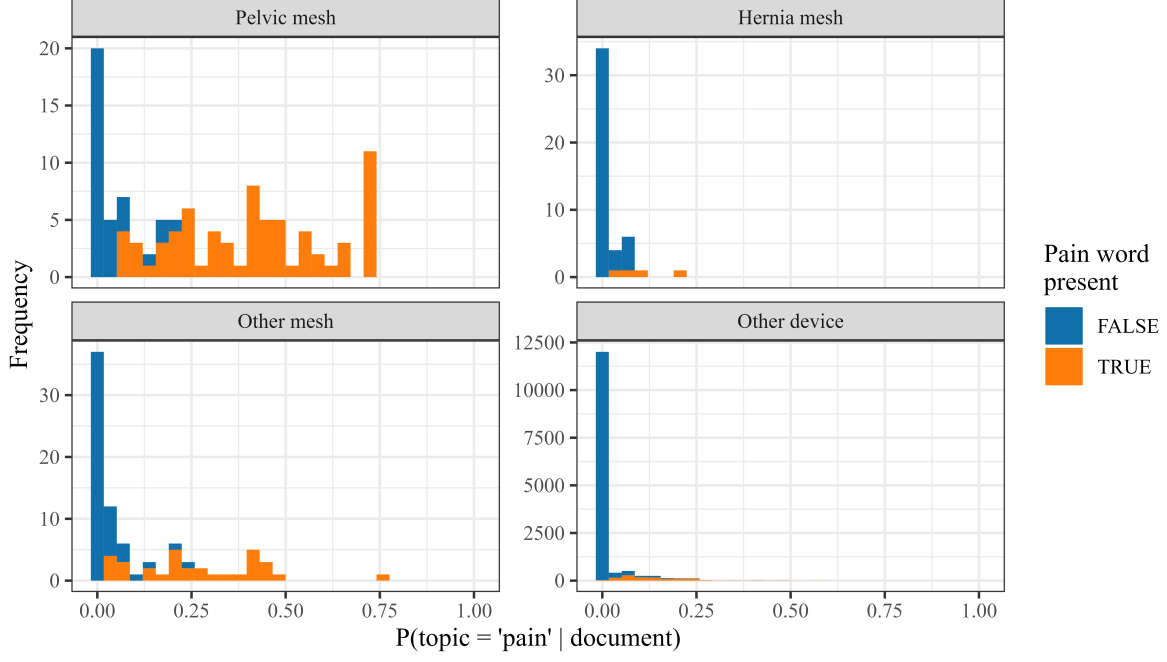 Pelvic mesh
Hernia mesh
20
15
10
5
0
30
20
10
0
Frequency
Other mesh
Other device
30
20
10
0
12500
10000
7500
5000
2500
0
0.00 0.25 0.50 0.75 1.00
0.00 0.25 0.50 0.75 1.00
P(topic = 'pain' | document)
Pain word
present
FALSE
TRUE